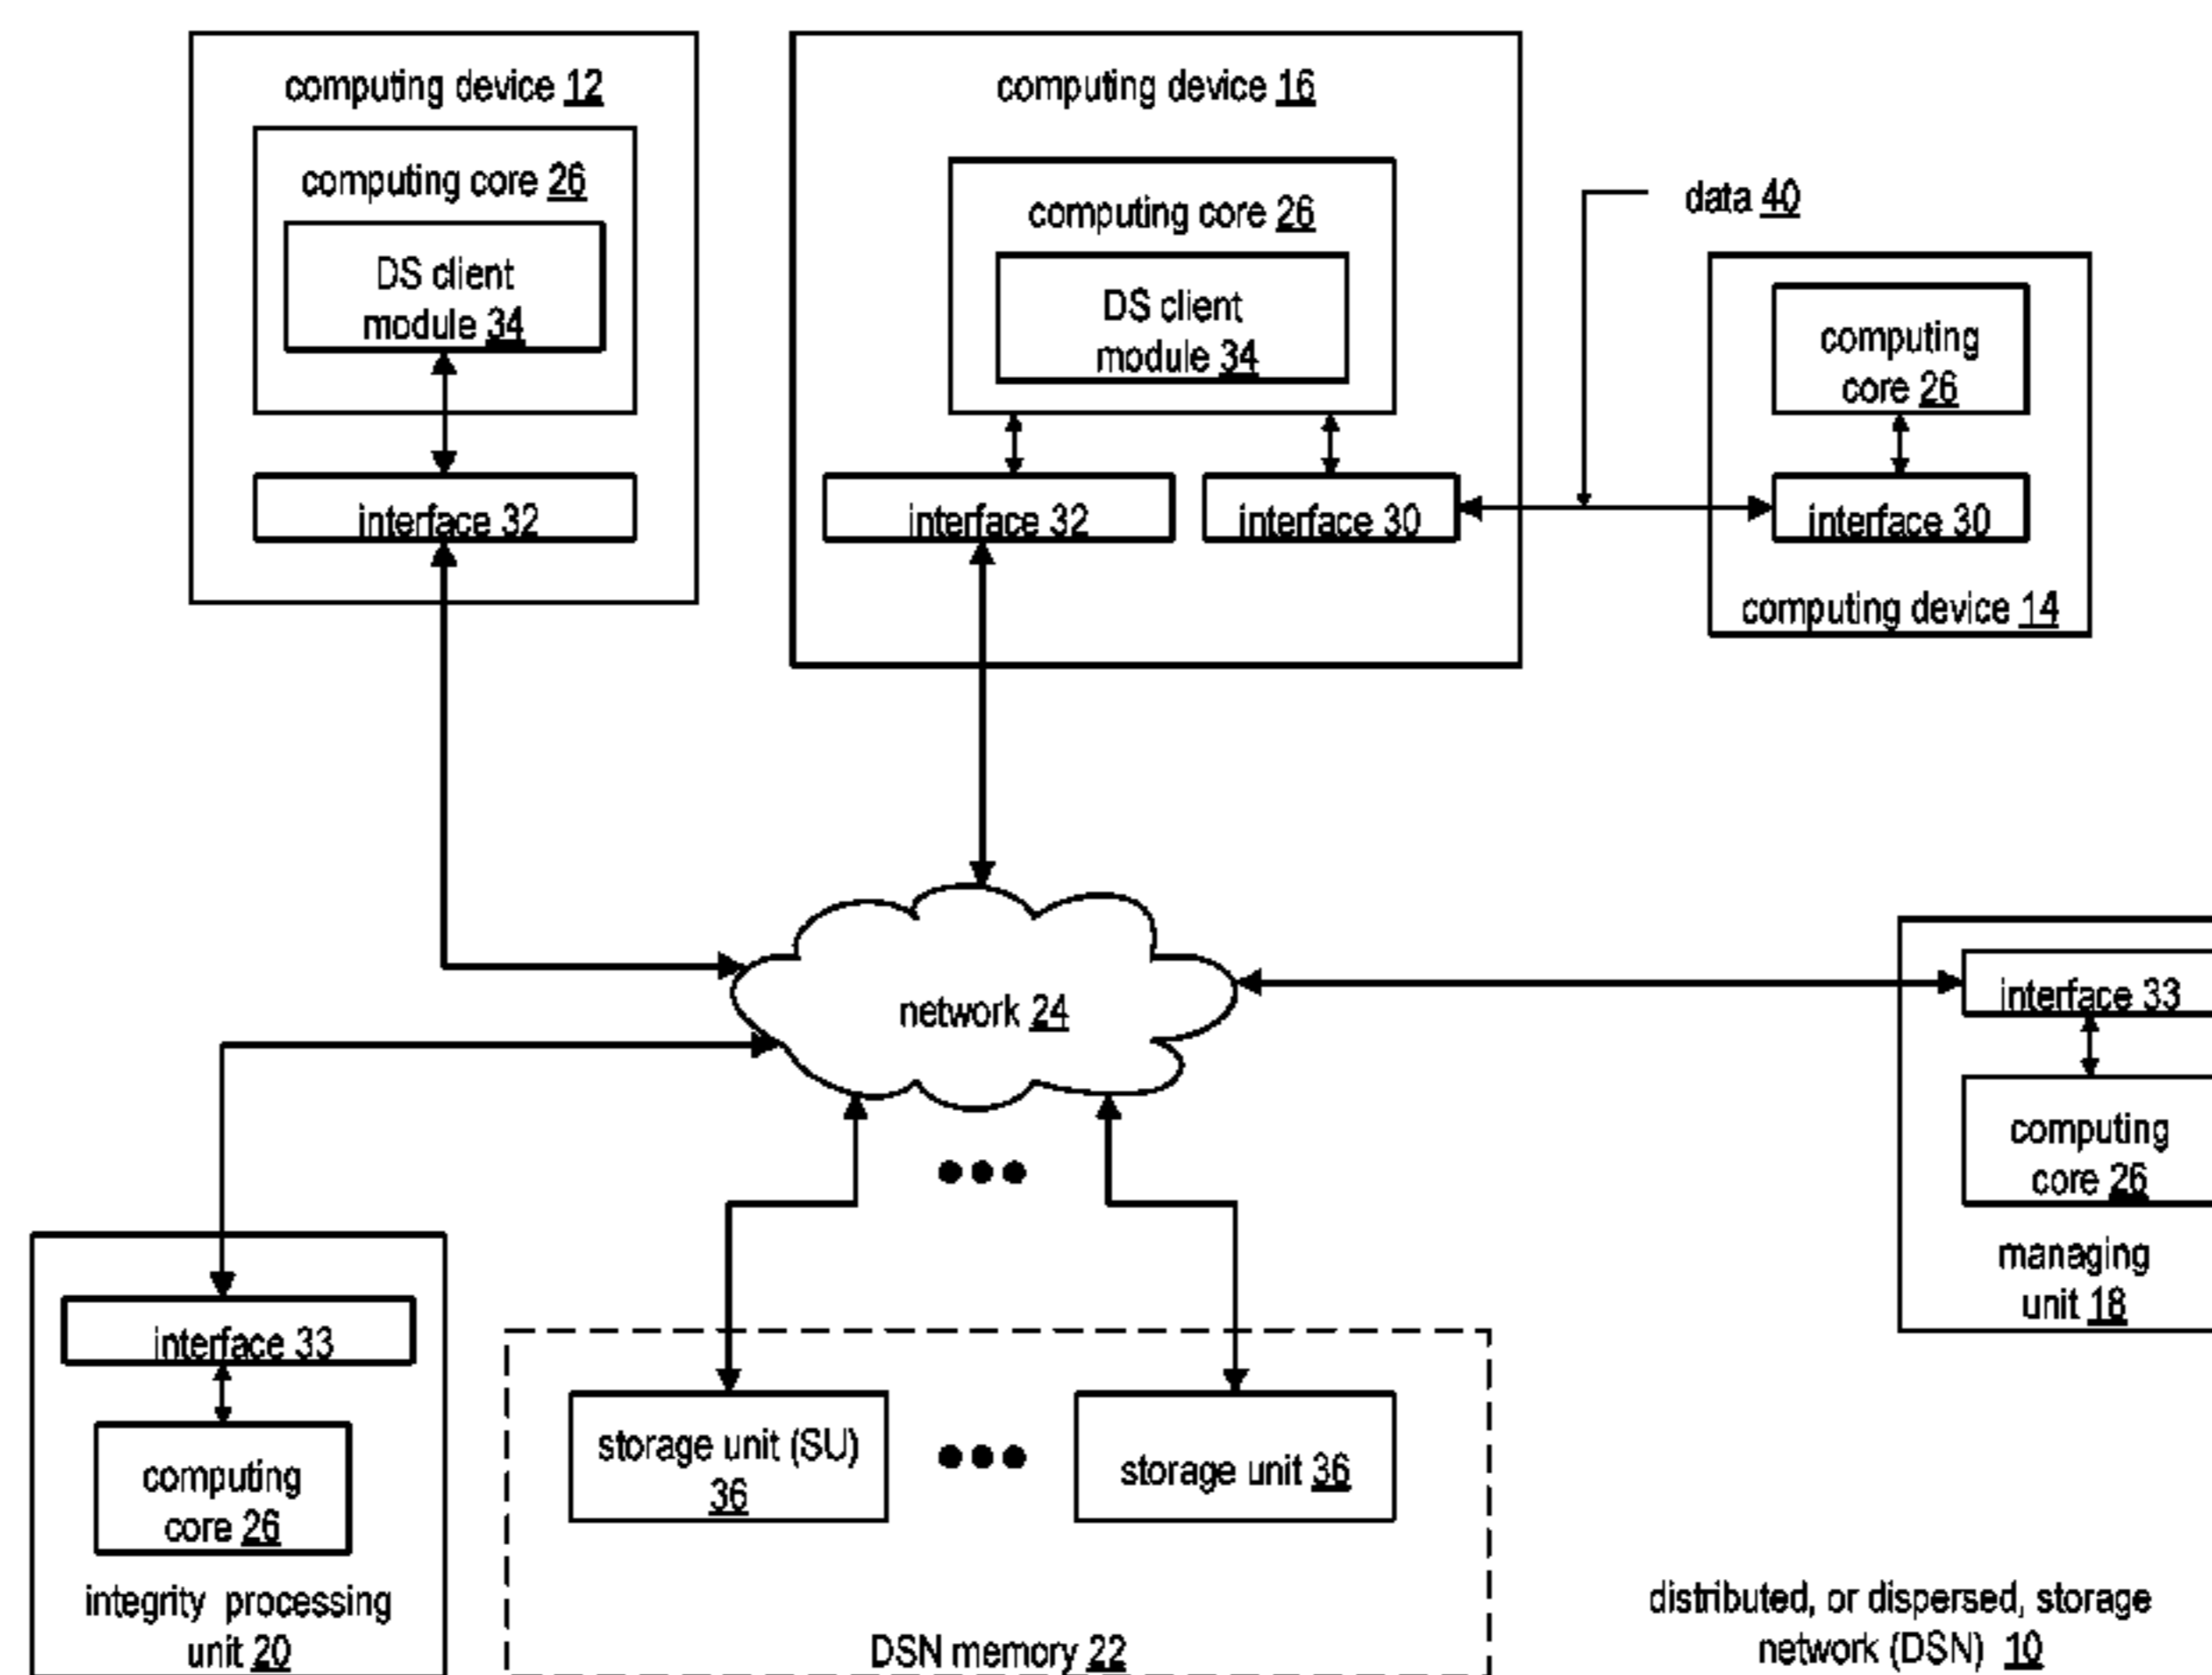 computing device 12
computing core 26
DS client
module 34
interface 32
computing device 16
computing core 26
DS client
module 34
interface 32
interface 30
data 40
computing
core 26
interface 30
computing device 14
network 24
interface 33
computing
core 26
managing
unit 18
interface 33
computing
core 26
integrity processing
unit 20
storage unit (SU)
36
storage unit 36
DSN memory 22
distributed, or dispersed, storage
network (DSN) 10